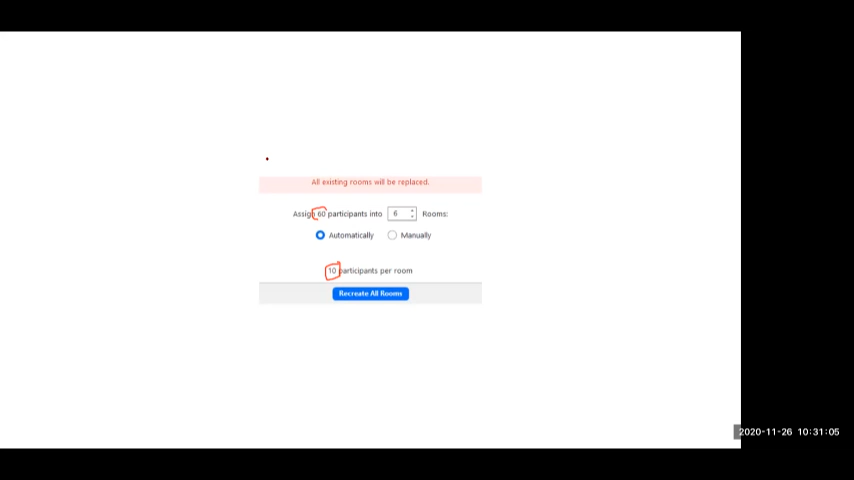 All existing rooms will be replaced.
Assign 60 participants into 6 Rooms:
Automatically Manually
10 participants per room
Recreate All Rooms
2020-11-26 10:31:05